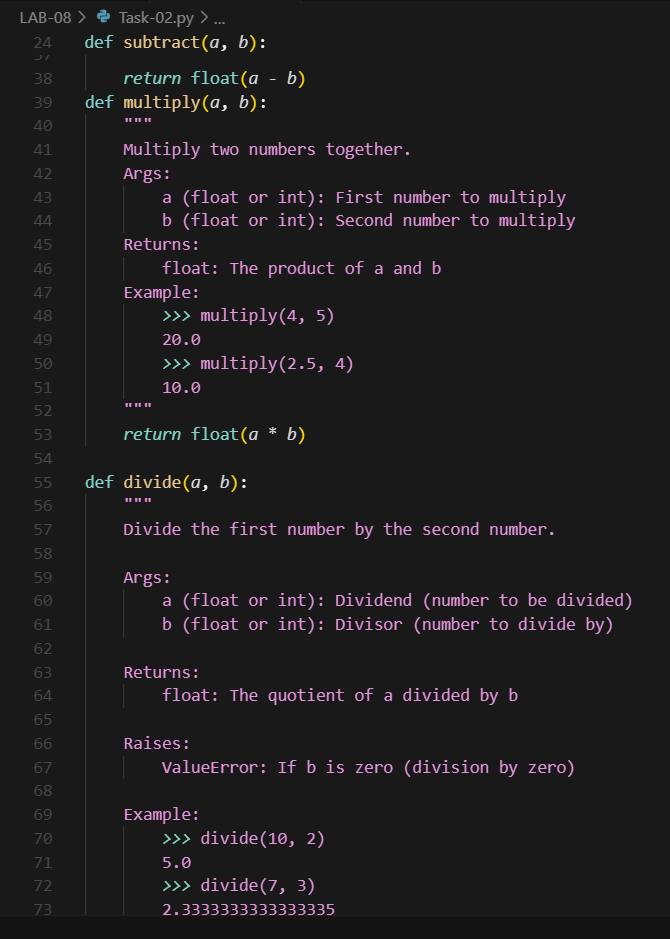 LAB-08 > Task-02.py > ...
24 def subtract(a, b):
37
38 return float(a - b)
39 def multiply(a, b):
40 """
41 Multiply two numbers together.
42 Args:
43 a (float or int): First number to multiply
44 b (float or int): Second number to multiply
45 Returns:
46 float: The product of a and b
47 Example:
48 >>> multiply(4, 5)
49 20.0
50 >>> multiply(2.5, 4)
51 10.0
52 """
53 return float(a * b)
54
55 def divide(a, b):
56 """
57 Divide the first number by the second number.
58
59 Args:
60 a (float or int): Dividend (number to be divided)
61 b (float or int): Divisor (number to divide by)
62
63 Returns:
64 float: The quotient of a divided by b
65
66 Raises:
67 ValueError: If b is zero (division by zero)
68
69 Example:
70 >>> divide(10, 2)
71 5.0
72 >>> divide(7, 3)
73 2.3333333333333335